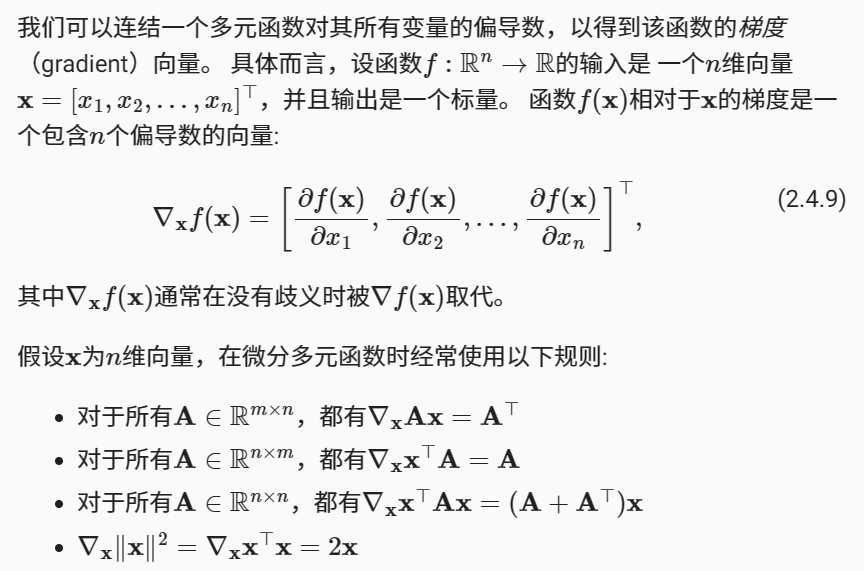 我们可以连结一个多元函数对其所有变量的偏导数，以得到该函数的梯度
（gradient）向量。 具体而言，设函数$f : \mathbb{R}^n \to \mathbb{R}$的输入是 一个$n$维向量
$\mathbf{x} = [x_1, x_2, \ldots, x_n]^\top$，并且输出是一个标量。 函数$f(\mathbf{x})$相对于$\mathbf{x}$的梯度是一
个包含$n$个偏导数的向量:
$\nabla_{\mathbf{x}} f(\mathbf{x}) = \left[ \frac{\partial f(\mathbf{x})}{\partial x_1}, \frac{\partial f(\mathbf{x})}{\partial x_2}, \ldots, \frac{\partial f(\mathbf{x})}{\partial x_n} \right]^\top,$ (2.4.9)
其中$\nabla_{\mathbf{x}} f(\mathbf{x})$通常在没有歧义时被$\nabla f(\mathbf{x})$取代。
假设$\mathbf{x}$为$n$维向量，在微分多元函数时经常使用以下规则:
• 对于所有$\mathbf{A} \in \mathbb{R}^{m \times n}$，都有$\nabla_{\mathbf{x}} \mathbf{A} \mathbf{x} = \mathbf{A}^\top$
• 对于所有$\mathbf{A} \in \mathbb{R}^{n \times m}$，都有$\nabla_{\mathbf{x}} \mathbf{x}^\top \mathbf{A} = \mathbf{A}$
• 对于所有$\mathbf{A} \in \mathbb{R}^{n \times n}$，都有$\nabla_{\mathbf{x}} \mathbf{x}^\top \mathbf{A} \mathbf{x} = (\mathbf{A} + \mathbf{A}^\top)\mathbf{x}$
• $\nabla_{\mathbf{x}} \|\mathbf{x}\|^2 = \nabla_{\mathbf{x}} \mathbf{x}^\top \mathbf{x} = 2\mathbf{x}$